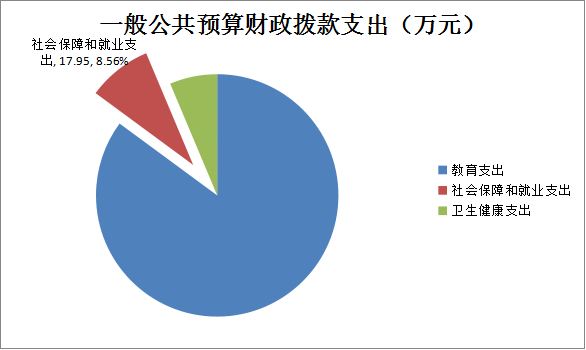 一般公共预算财政拨款支出（万元）
社会保障和就业支
出, 17.95, 8.56%
教育支出
社会保障和就业支出
卫生健康支出